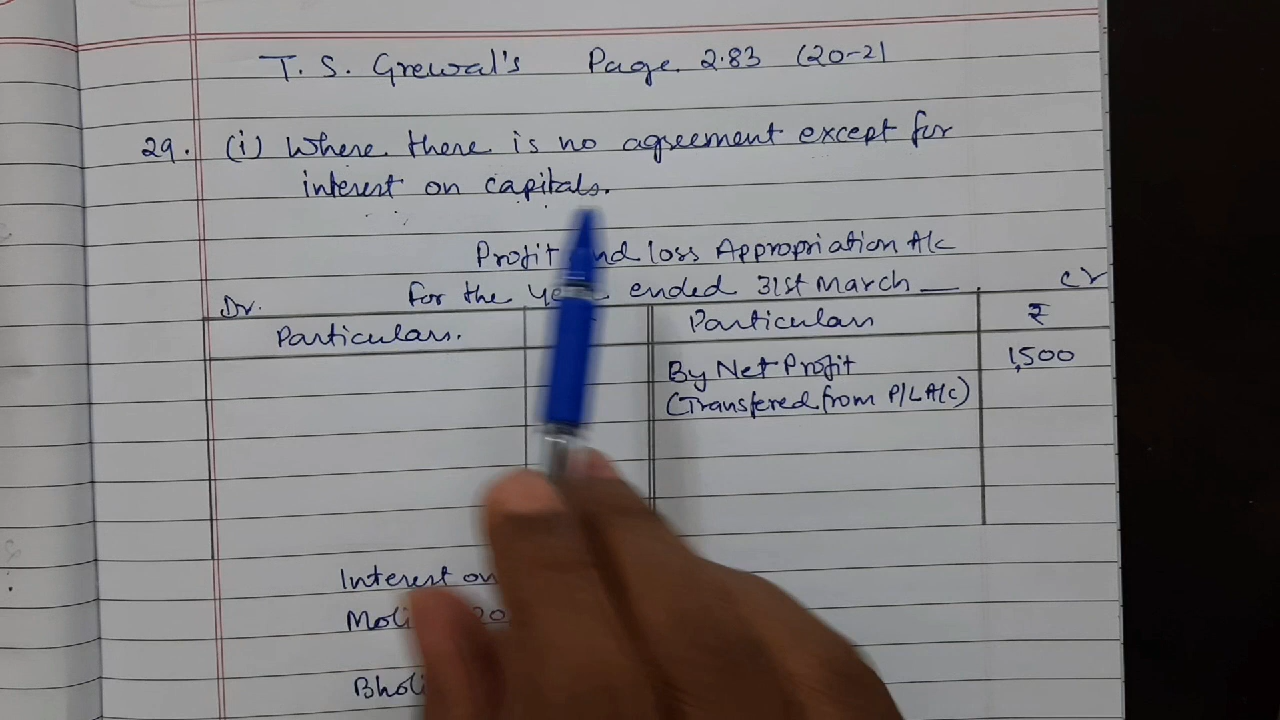 T. S. Grewal's Page 2.83 (20-21
29. (i) Where there is no agreement except for
interest on capitals.
Profit and loss Appropriation A/c
For the ended 31st March — .
Dr. Cr
Particulars. Particulars ₹
By Net Profit 1,500
(Transfered from P/L A/c)
Interest on